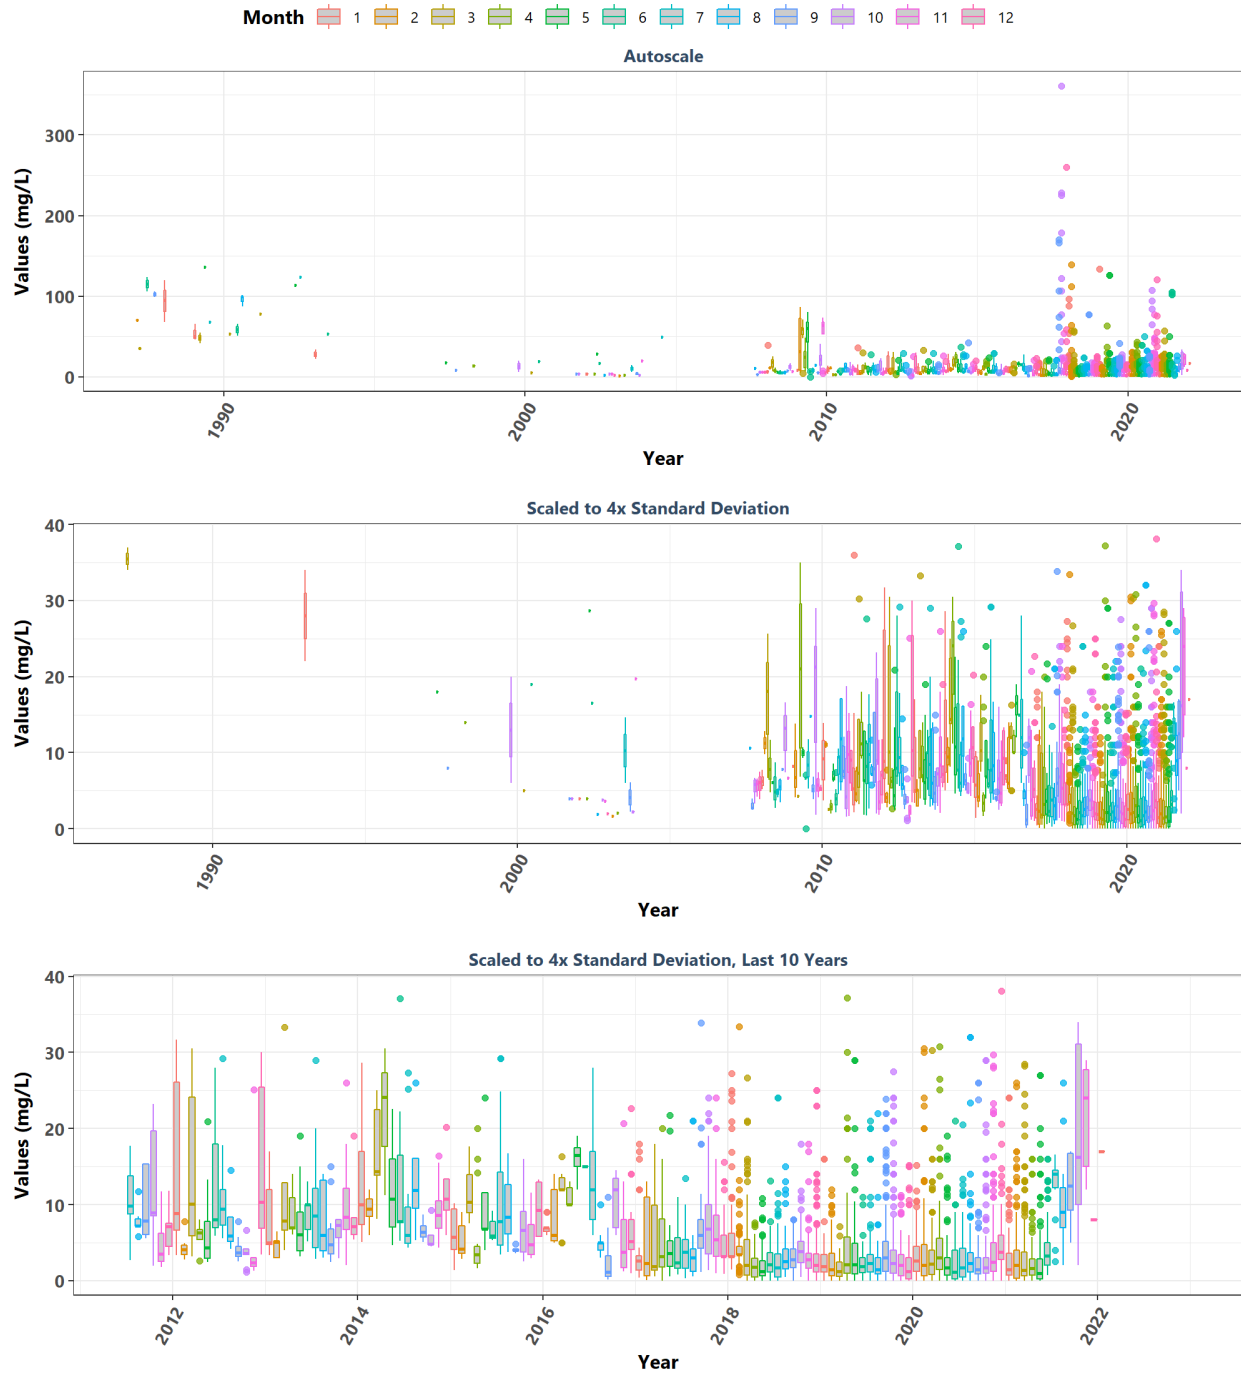 Month 1 2 3 4 5 6 7 8 9 10 11 12
Autoscale
Values (mg/L)
300
200
100
0
1990 2000 2010 2020
Year
Scaled to 4x Standard Deviation
Values (mg/L)
40
30
20
10
0
1990 2000 2010 2020
Year
Scaled to 4x Standard Deviation, Last 10 Years
Values (mg/L)
40
30
20
10
0
2012 2014 2016 2018 2020 2022
Year